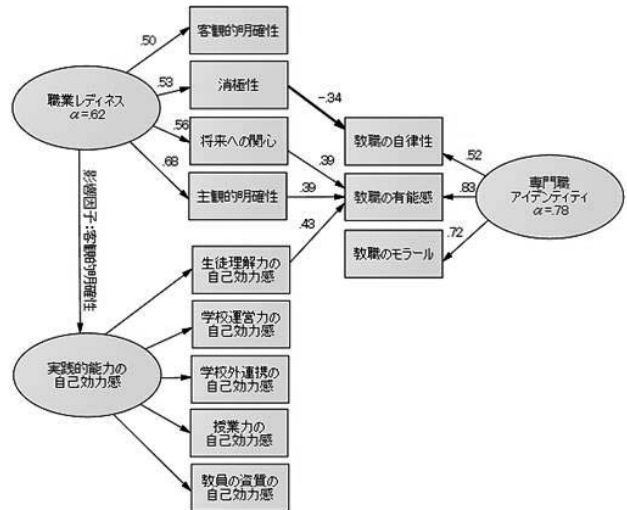 .50
客観的明確性
職業レディネス
α=.62
.53
消極性
-.34
.56
将来への関心
.39
教職の自律性
.52
.68
主観的明確性
.39
教職の有能感
.83
専門職
アイデンティティ
α=.78
.43
教職のモラール
.72
影響因子:客観的明確性
生徒理解力の
自己効力感
学校運営力の
自己効力感
実践的能力の
自己効力感
学校外連携の
自己効力感
授業力の
自己効力感
教員の資質の
自己効力感